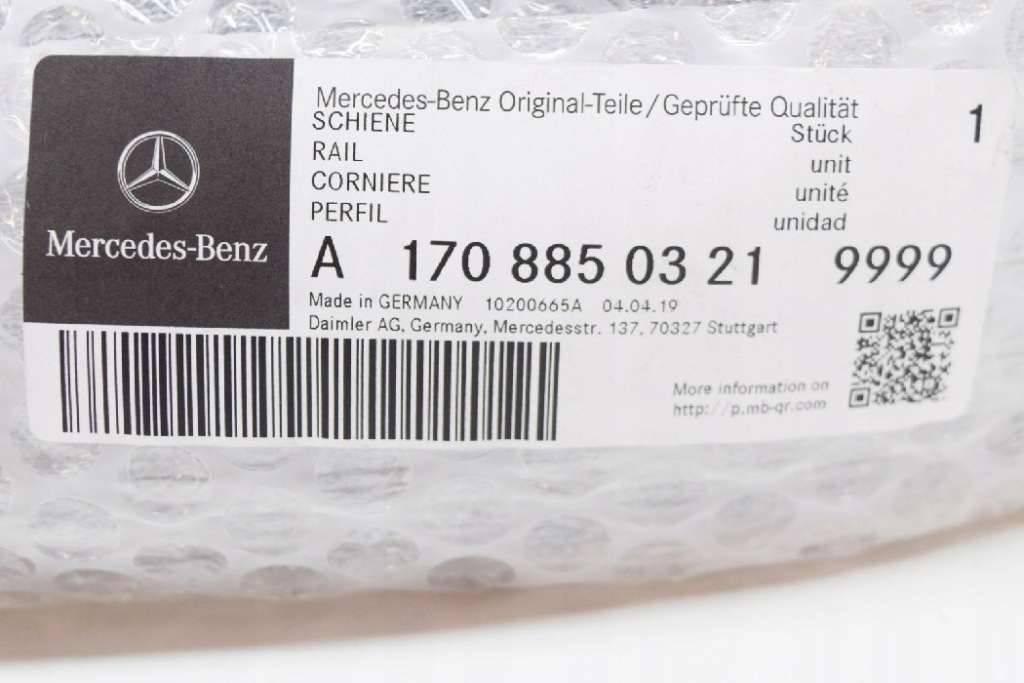 Mercedes-Benz
Mercedes-Benz Original-Teile/Geprüfte Qualität
SCHIENE Stück 1
RAIL unit
CORNIERE unité
PERFIL unidad
A 170 885 03 21 9999
Made in GERMANY 10200665A 04.04.19
Daimler AG, Germany, Mercedesstr. 137, 70327 Stuttgart
More information on
http://p.mb-qr.com